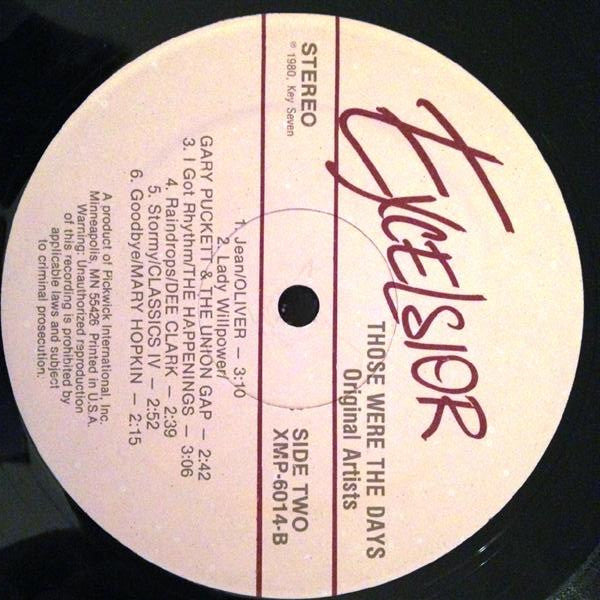 EXCELSIOR
THOSE WERE THE DAYS
Original Artists
STEREO
℗ 1980, Key Seven
SIDE TWO
XMP-6014-B
1. Jean/OLIVER – 3:10
2. Lady Willpower/
GARY PUCKETT & THE UNION GAP – 2:42
3. I Got Rhythm/THE HAPPENINGS – 3:06
4. Raindrops/DEE CLARK – 2:39
5. Stormy/CLASSICS IV – 2:52
6. Goodbye/MARY HOPKIN – 2:15
A product of Pickwick International, Inc.
Minneapolis, MN 55426 Printed in U.S.A.
Warning: Unauthorized reproduction
of this recording is prohibited by
applicable laws and subject
to criminal prosecution.